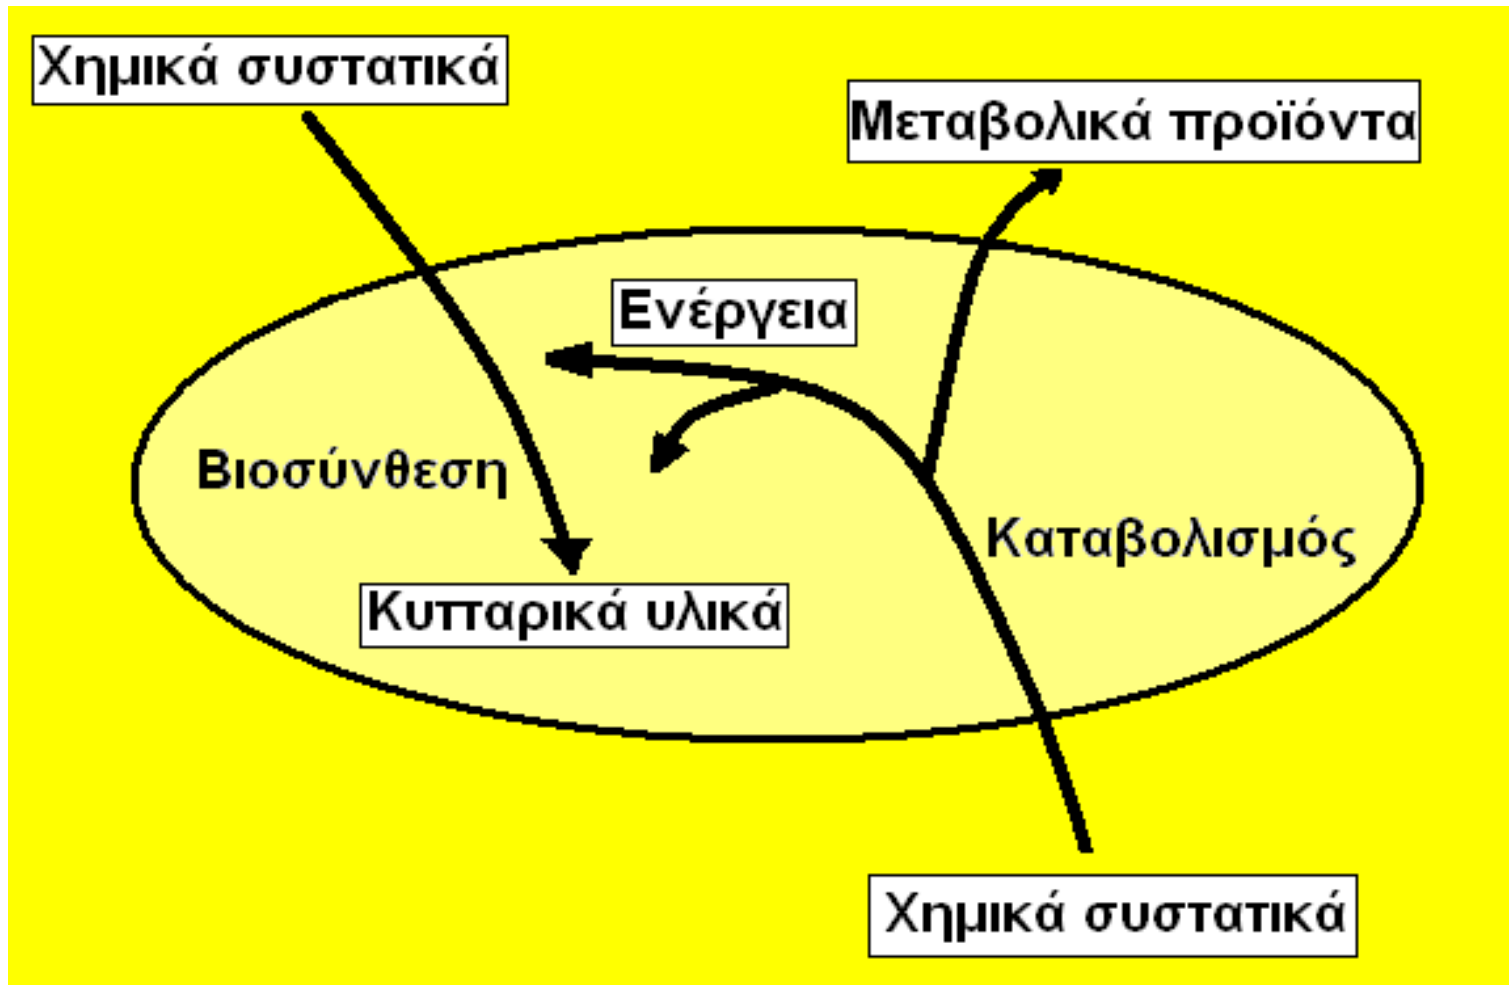 Χημικά συστατικά
Μεταβολικά προϊόντα
Ενέργεια
Βιοσύνθεση
Καταβολισμός
Κυτταρικά υλικά
Χημικά συστατικά